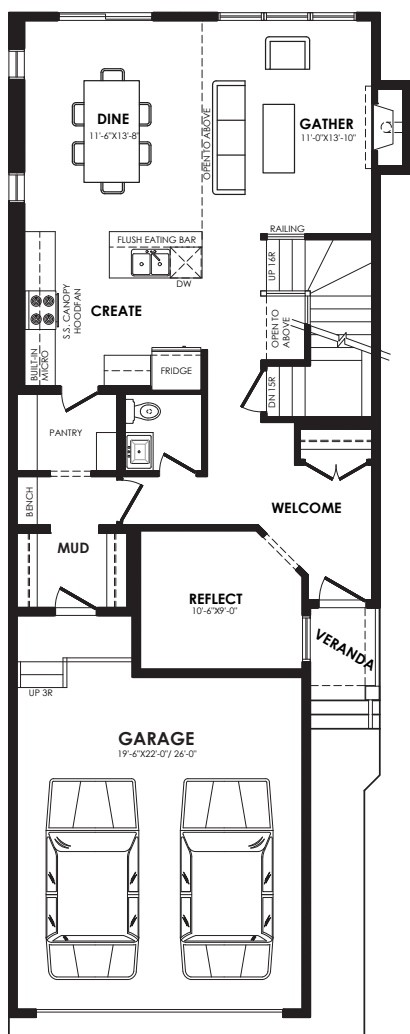 DINE
11'-6"X13'-8"
OPEN TO ABOVE
GATHER
11'-0"X13'-10"
FLUSH EATING BAR
DW
RAILING
UP 16R
S.S. CANOPY
HOODFAN
CREATE
OPEN TO
ABOVE
BUILT-IN
MICRO
FRIDGE
DN 15R
PANTRY
BENCH
WELCOME
MUD
REFLECT
10'-6"X9'-0"
VERANDA
UP 3R
GARAGE
19'-6"X22'-0"/ 26'-0"